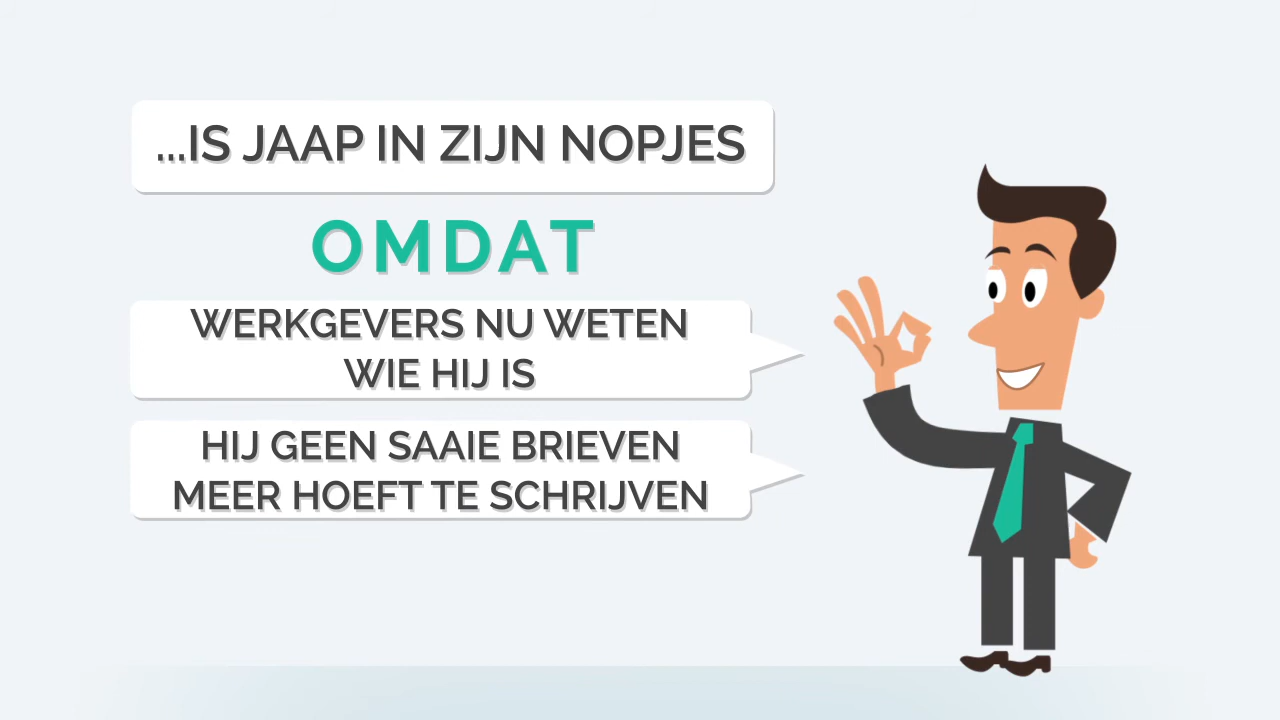 ...IS JAAP IN ZIJN NOPJES
OMDAT
WERKGEVERS NU WETEN
WIE HIJ IS
HIJ GEEN SAAIE BRIEVEN
MEER HOEFT TE SCHRIJVEN